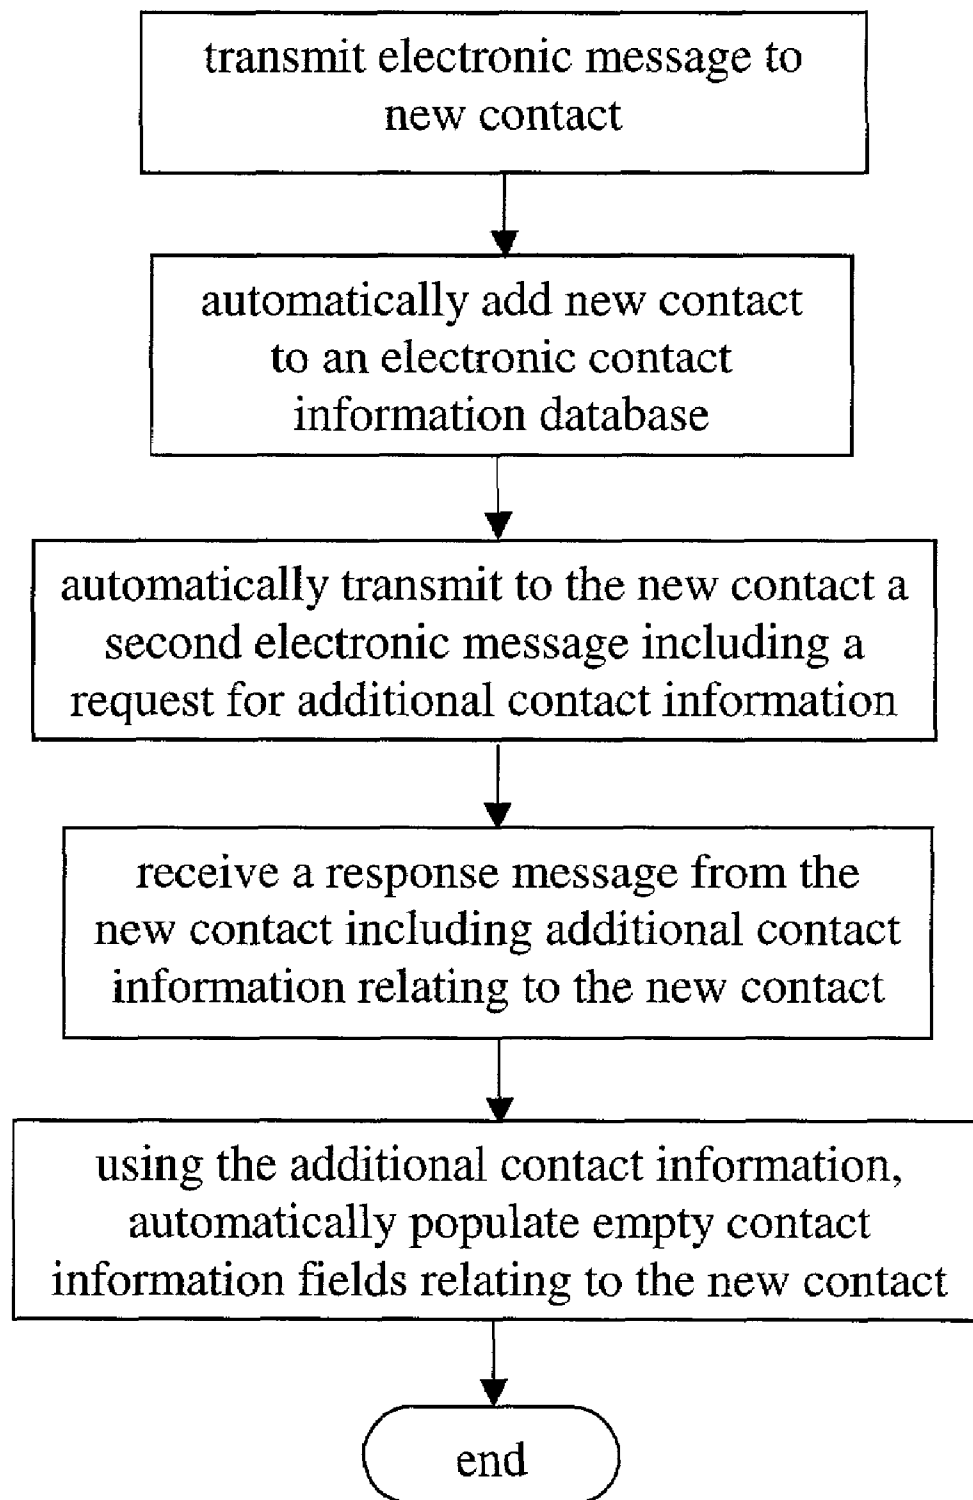 transmit electronic message to
new contact
automatically add new contact
to an electronic contact
information database
automatically transmit to the new contact a
second electronic message including a
request for additional contact information
receive a response message from the
new contact including additional contact
information relating to the new contact
using the additional contact information,
automatically populate empty contact
information fields relating to the new contact
end